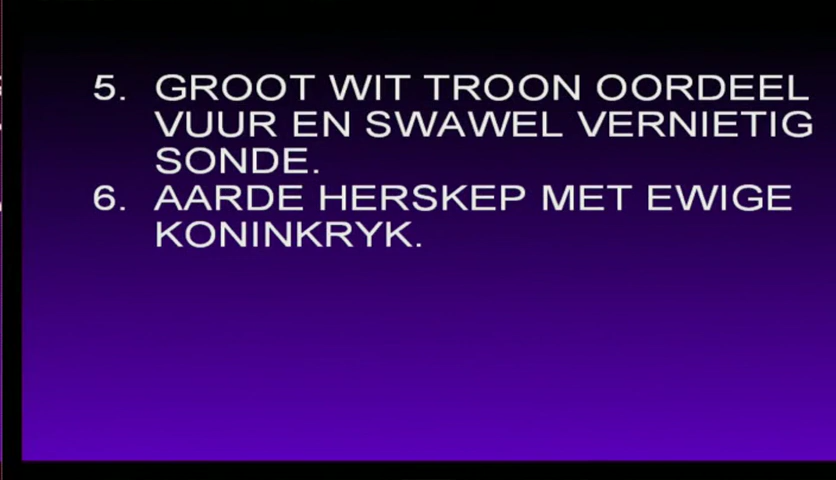 5. GROOT WIT TROON OORDEEL
VUUR EN SWAWEL VERNIETIG
SONDE.
6. AARDE HERSKEP MET EWIGE
KONINKRYK.